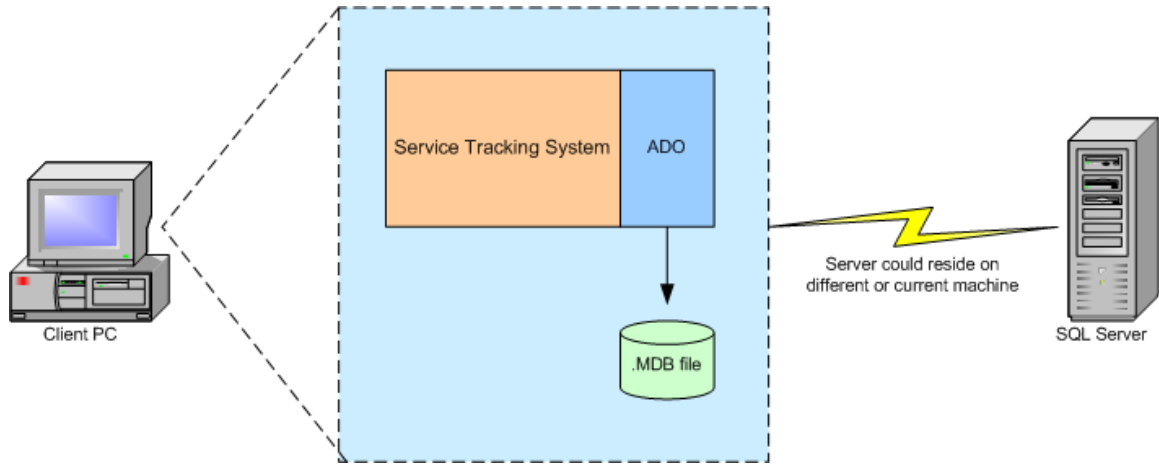 Service Tracking System
ADO
Server could reside on
different or current machine
.MDB file
Client PC
SQL Server